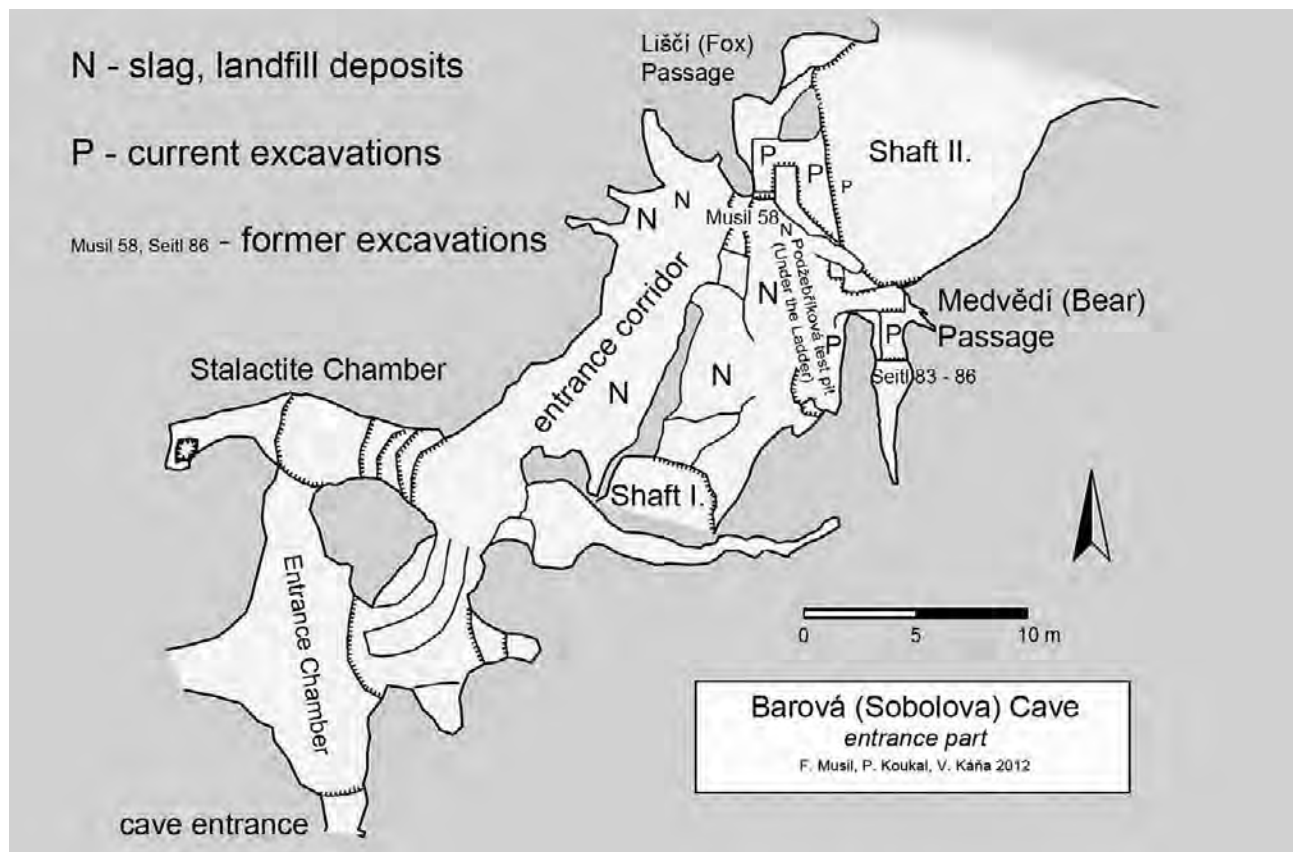 N - slag, landfill deposits
P - current excavations
Musil 58, Seitl 86 - former excavations
Liščí (Fox)
Passage
Shaft II.
P
P
P
N
N
Musil 58
N
N
Podžebříková test pit
(Under the Ladder)
entrance corridor
Medvědí (Bear)
Passage
P
P
Seitl 83 - 86
Stalactite Chamber
N
N
Shaft I.
Entrance Chamber
cave entrance
0 5 10 m
Barová (Sobolova) Cave
entrance part
F. Musil, P. Koukal, V. Káňa 2012